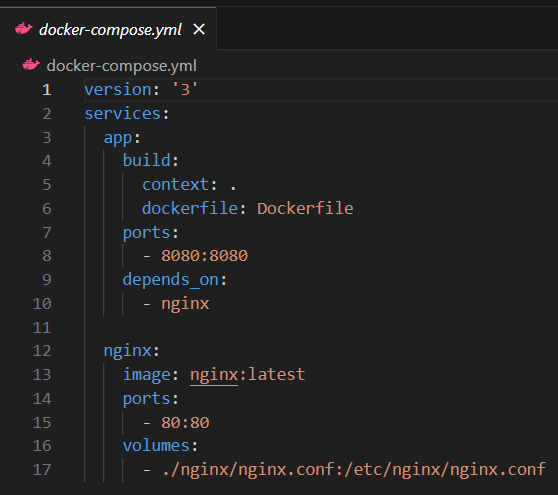 docker-compose.yml ×
docker-compose.yml
1 version: '3'
2 services:
3   app:
4     build:
5       context: .
6       dockerfile: Dockerfile
7     ports:
8       - 8080:8080
9     depends_on:
10       - nginx
11
12   nginx:
13     image: nginx:latest
14     ports:
15       - 80:80
16     volumes:
17       - ./nginx/nginx.conf:/etc/nginx/nginx.conf